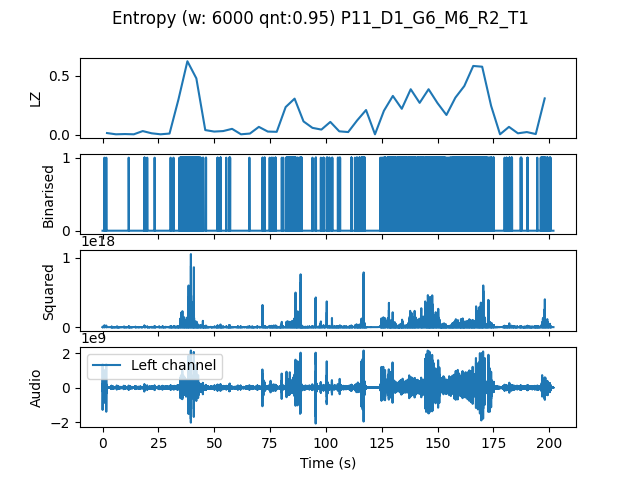 Entropy (w: 6000 qnt:0.95) P11_D1_G6_M6_R2_T1
LZ
0.5
0.0
Binarised
1
0
1e18
Squared
1
0
1e9
Audio
2
0
−2
Left channel
0 25 50 75 100 125 150 175 200
Time (s)